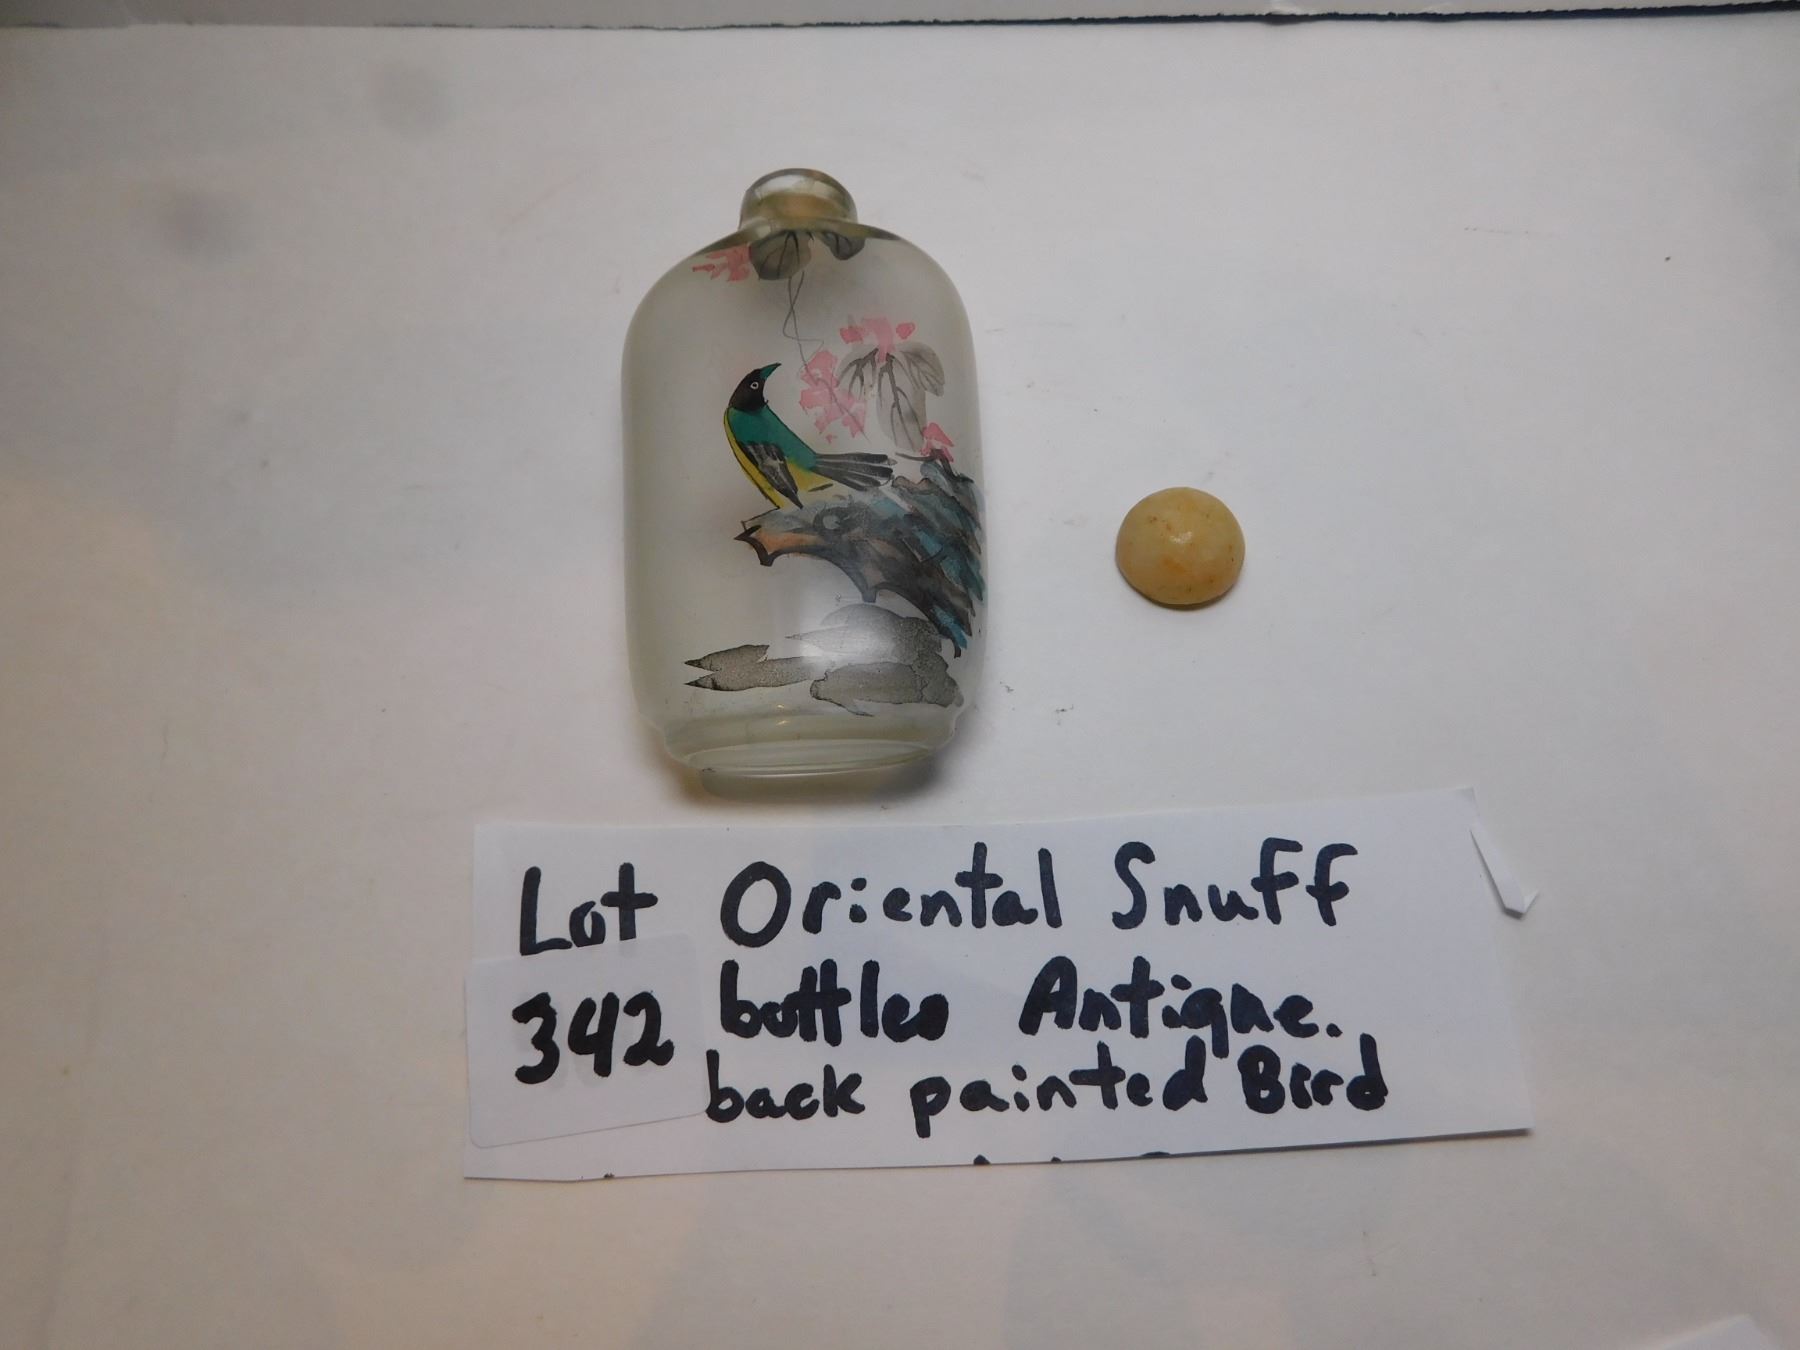 Lot Oriental Snuff
342 bottles Antique.
back painted Bird